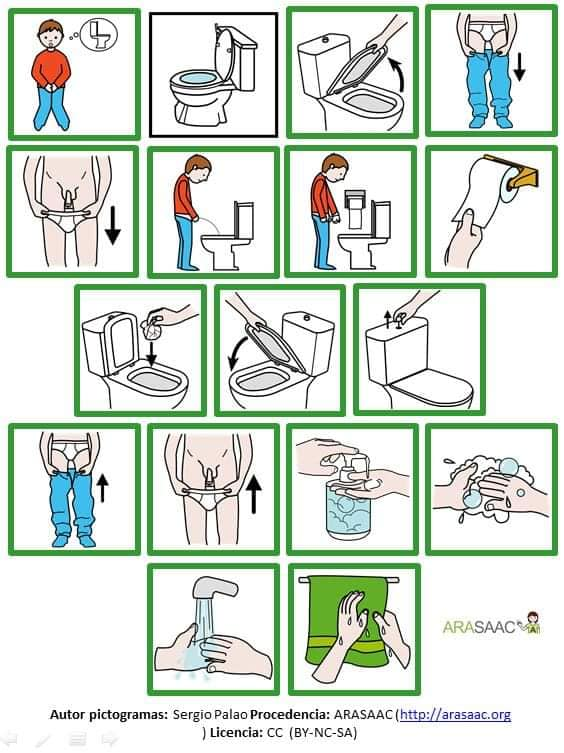 ARASAAC
Autor pictogramas: Sergio Palao Procedencia: ARASAAC (http://arasaac.org
) Licencia: CC (BY-NC-SA)